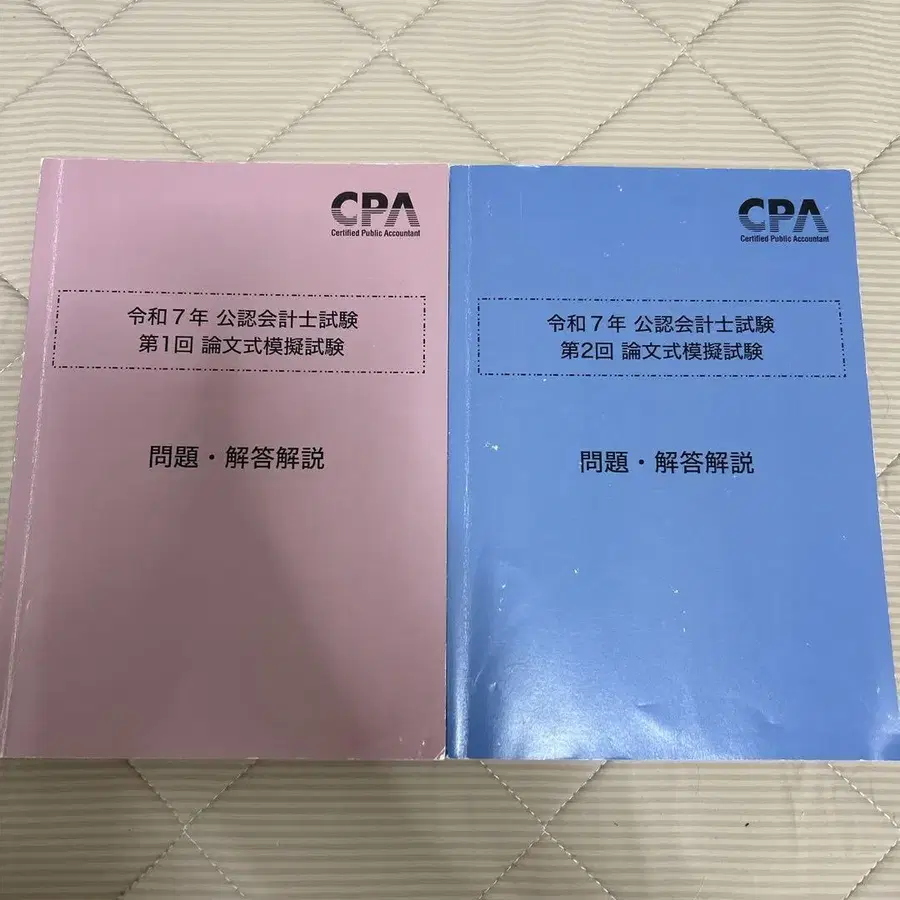 CPA
Certified Public Accountant
令和7年 公認会計士試験
第1回 論文式模擬試験
問題・解答解説
CPA
Certified Public Accountant
令和7年 公認会計士試験
第2回 論文式模擬試験
問題・解答解説